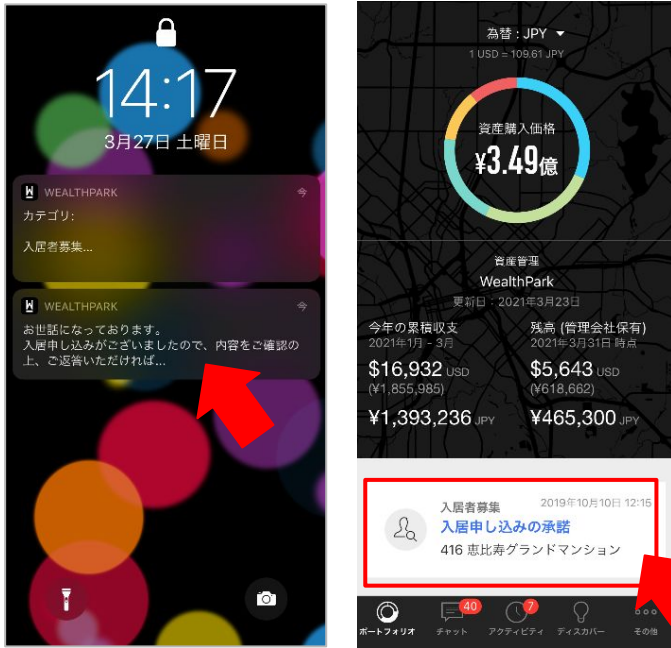 14:17
3月27日 土曜日
WEALTHPARK
今
カテゴリ:
入居者募集...
WEALTHPARK
今
お世話になっております。
入居申し込みがございましたので、内容をご確認の
上、ご返答いただければ...
為替 : JPY
1 USD = 109.61 JPY
資産購入価格
¥3.49億
資産管理
WealthPark
更新日 : 2021年3月23日
今年の累積収支
2021年1月 - 3月
$16,932 USD
(¥1,855,985)
¥1,393,236 JPY
残高 (管理会社保有)
2021年3月31日 時点
$5,643 USD
(¥618,662)
¥465,300 JPY
入居者募集
2019年10月10日 12:15
入居申し込みの承諾
416 恵比寿グランドマンション
40
7
ポートフォリオ
チャット
アクティビティ
ディスカバー
その他